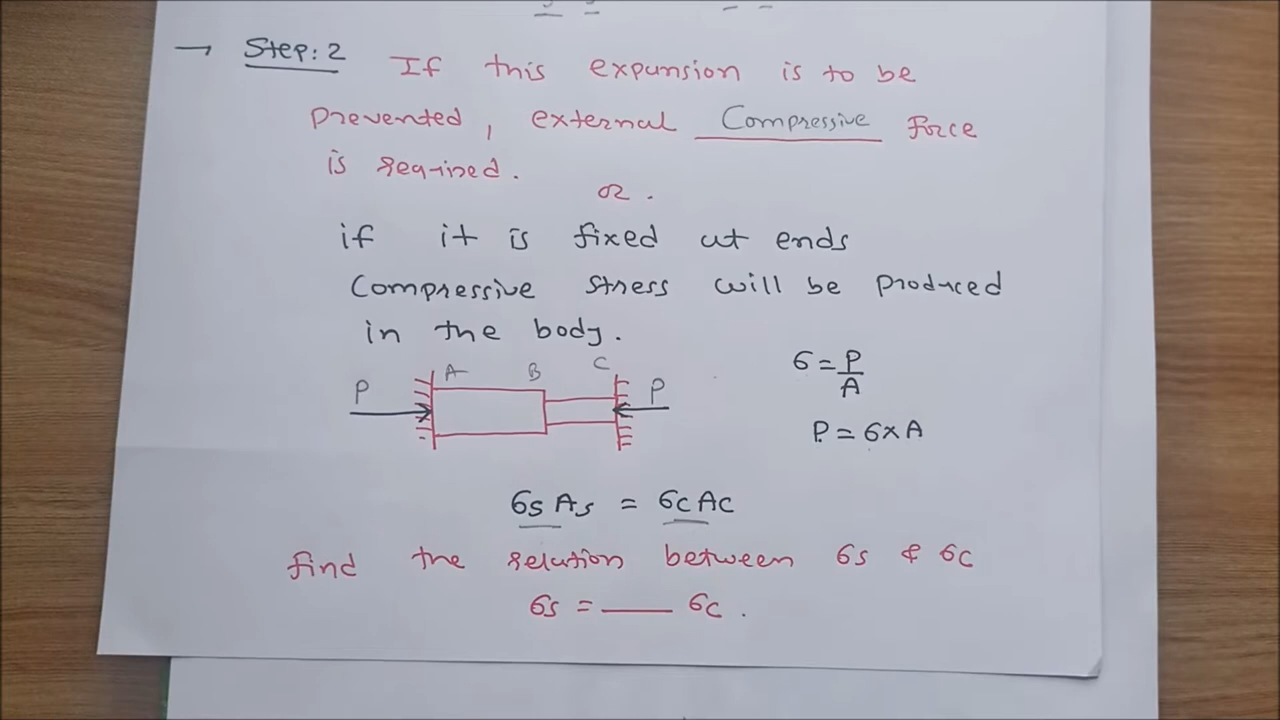 → Step: 2 If this expansion is to be
prevented, external Compressive Force
is required.
OR.
if it is fixed at ends
Compressive stress will be produced
in the body.
A B C
P P
σ = P
A
P = σ x A
σs As = σc Ac
find the relation between σs & σc
σs = ___ σc .